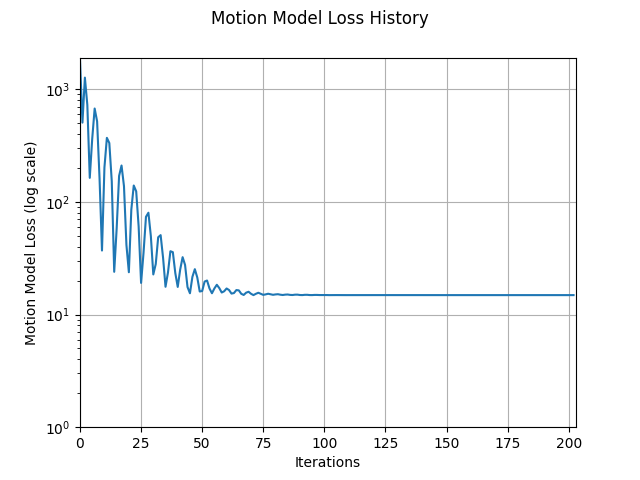 Motion Model Loss History
Motion Model Loss (log scale)
10³
10²
10¹
10⁰
0 25 50 75 100 125 150 175 200
Iterations